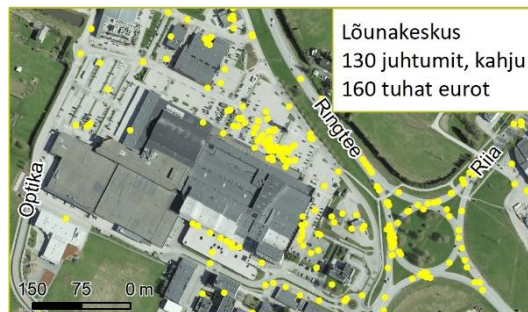 Lõunakeskus
130 juhtumit, kahju
160 tuhat eurot
Ringtee
Riia
Optika
150 75 0 m